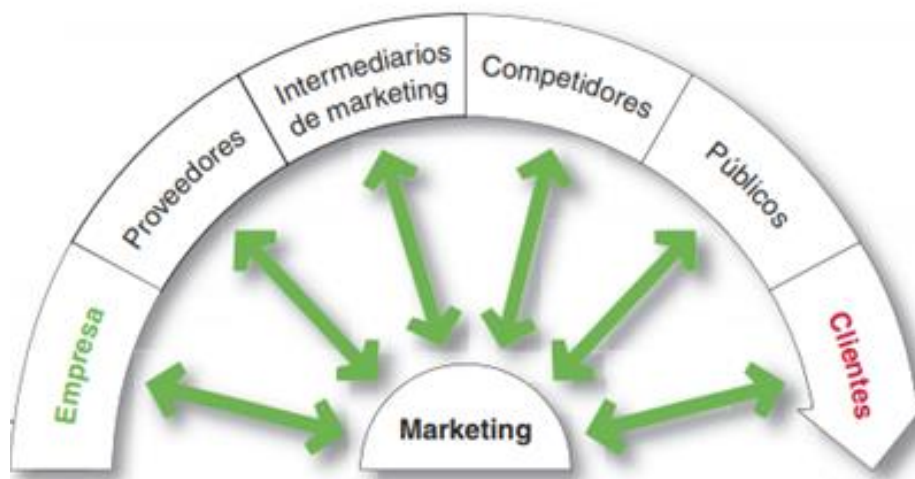 Empresa
Proveedores
Intermediarios
de marketing
Competidores
Públicos
Clientes
Marketing